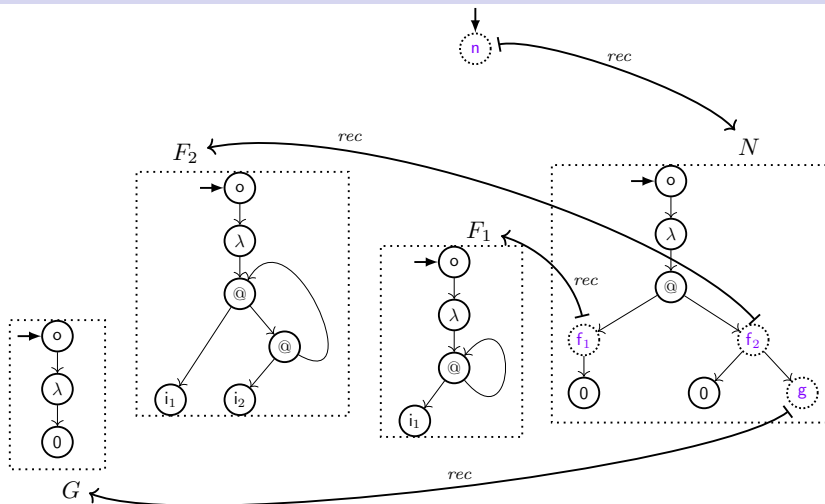 n
rec
rec
N
F₂
o
o
λ
F₁
λ
@
o
rec
@
@
λ
f₁
f₂
o
@
@
λ
i₁
i₂
0
0
g
i₁
0
rec
G